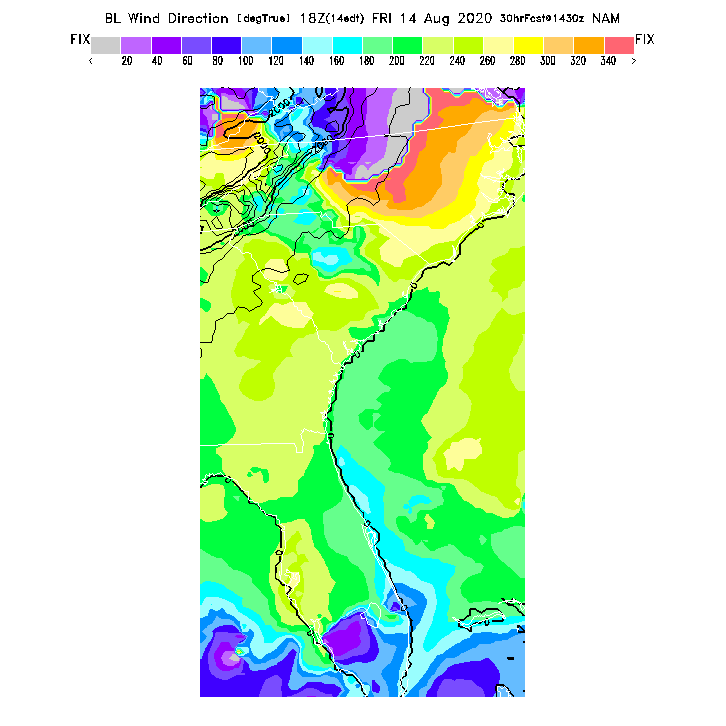 BL Wind Direction [degTrue] 18Z(14edt) FRI 14 Aug 2020 30hrFcst@1430z NAM
FIX FIX
< 20 40 60 80 100 120 140 160 180 200 220 240 260 280 300 320 340 >
2000